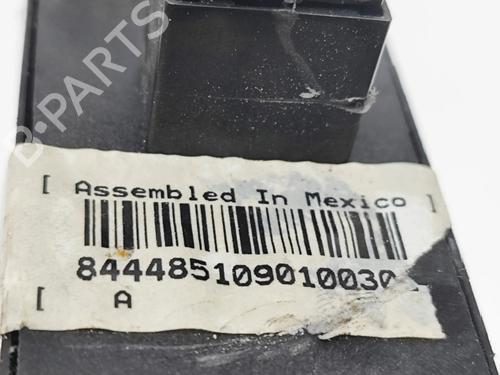 B-PARTS
[ Assembled In Mexico ]
844485109010030
[ A